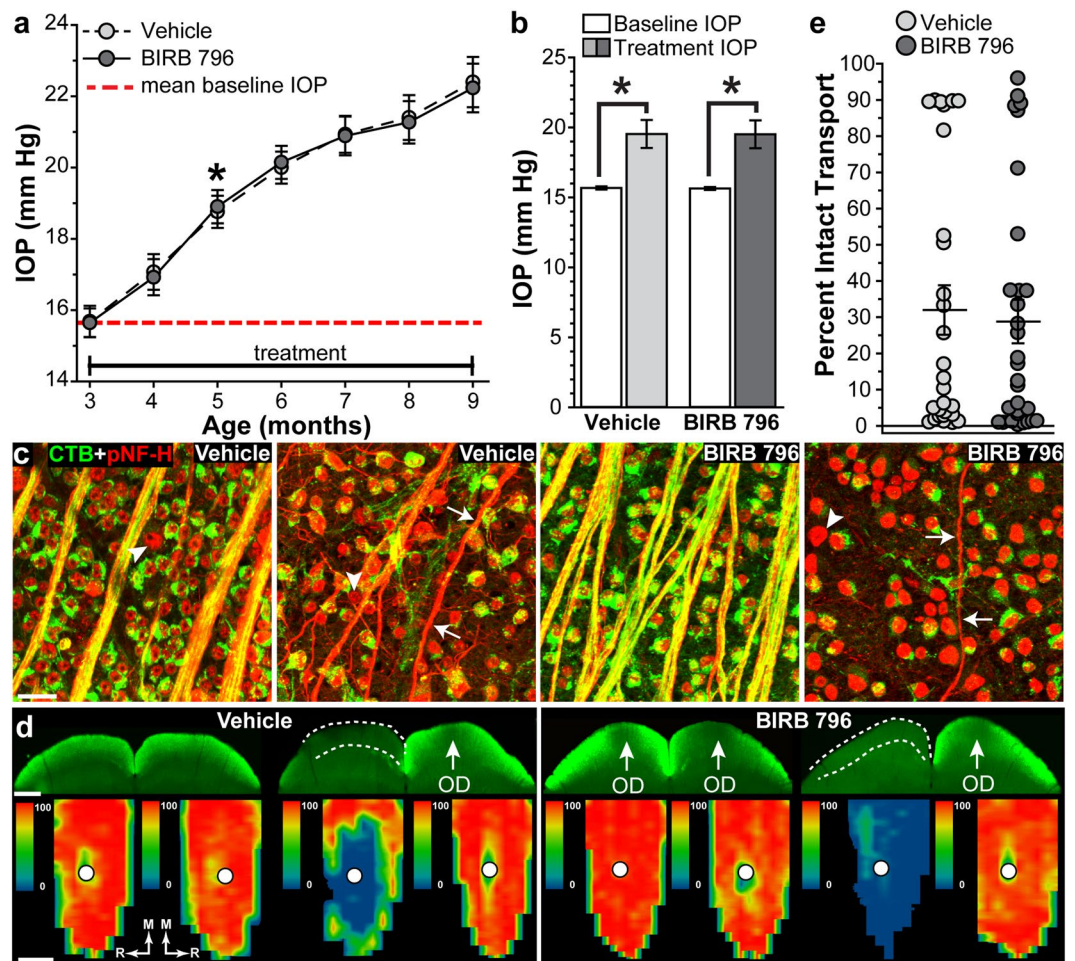 a
24
22
20
18
16
14
IOP (mm Hg)
Vehicle
BIRB 796
mean baseline IOP
*
treatment
3 4 5 6 7 8 9
Age (months)
b
Baseline IOP
Treatment IOP
25
20
15
10
5
0
IOP (mm Hg)
* *
Vehicle BIRB 796
e
Vehicle
BIRB 796
100
90
80
70
60
50
40
30
20
10
0
Percent Intact Transport
c CTB+pNF-H Vehicle
Vehicle
BIRB 796
BIRB 796
d Vehicle
BIRB 796
OD
OD OD
OD
100 100 100 100 100 100 100 100
0 0 0 0 0 0 0 0
M M
R R